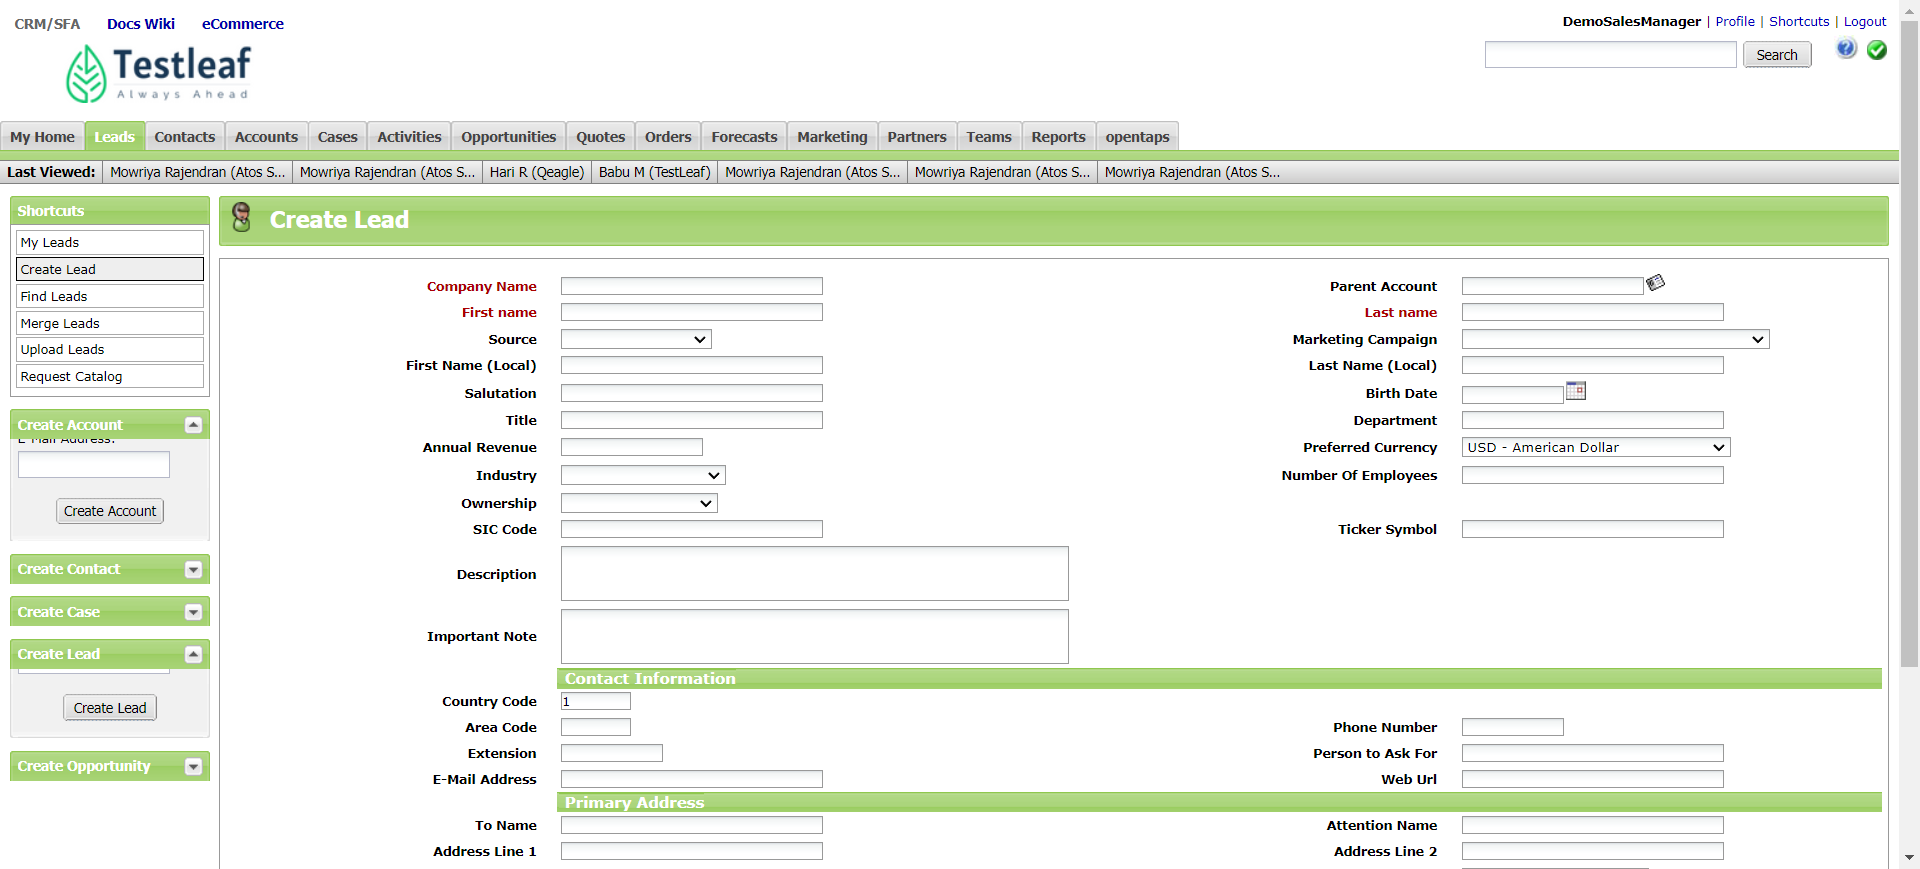 CRM/SFA Docs Wiki eCommerce
DemoSalesManager | Profile | Shortcuts | Logout
Testleaf
Always Ahead
Search
My Home Leads Contacts Accounts Cases Activities Opportunities Quotes Orders Forecasts Marketing Partners Teams Reports opentaps
Last Viewed: Mowriya Rajendran (Atos S... Mowriya Rajendran (Atos S... Hari R (Qeagle) Babu M (TestLeaf) Mowriya Rajendran (Atos S... Mowriya Rajendran (Atos S... Mowriya Rajendran (Atos S...
Shortcuts
My Leads
Create Lead
Find Leads
Merge Leads
Upload Leads
Request Catalog
Create Account
E-Mail Address:
Create Account
Create Contact
Create Case
Create Lead
Create Lead
Create Opportunity
Create Lead
Company Name Parent Account
First name Last name
Source Marketing Campaign
First Name (Local) Last Name (Local)
Salutation Birth Date
Title Department
Annual Revenue Preferred Currency USD - American Dollar
Industry Number Of Employees
Ownership
SIC Code Ticker Symbol
Description
Important Note
Contact Information
Country Code 1
Area Code Phone Number
Extension Person to Ask For
E-Mail Address Web Url
Primary Address
To Name Attention Name
Address Line 1 Address Line 2